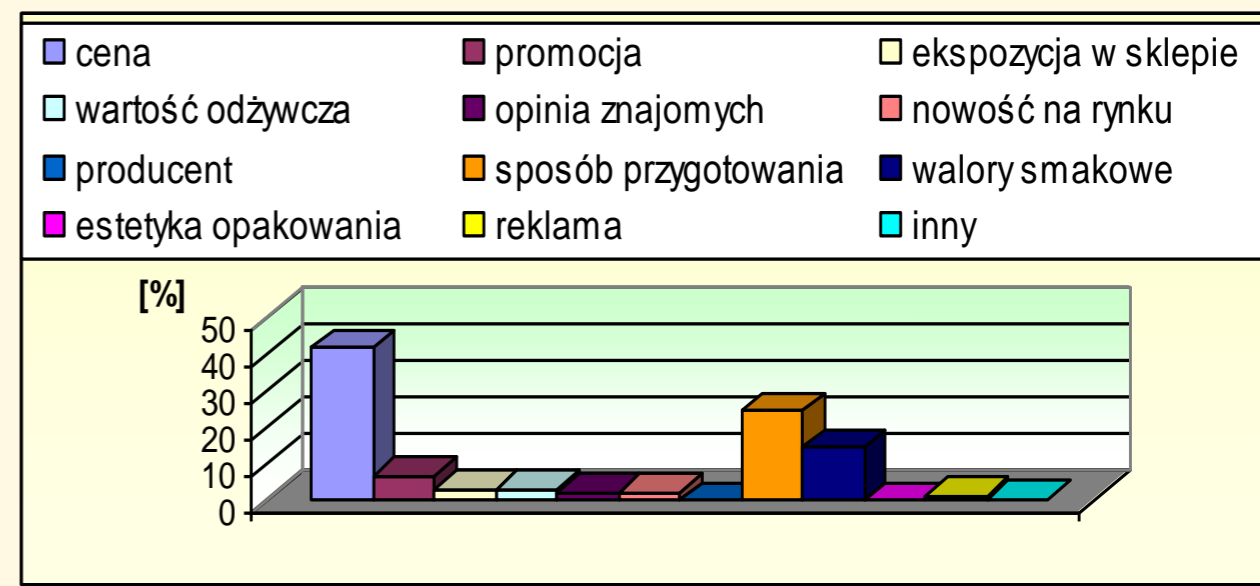 cena promocja ekspozycja w sklepie
wartość odżywcza opinia znajomych nowość na rynku
producent sposób przygotowania walory smakowe
estetyka opakowania reklama inny
[%]
50
40
30
20
10
0